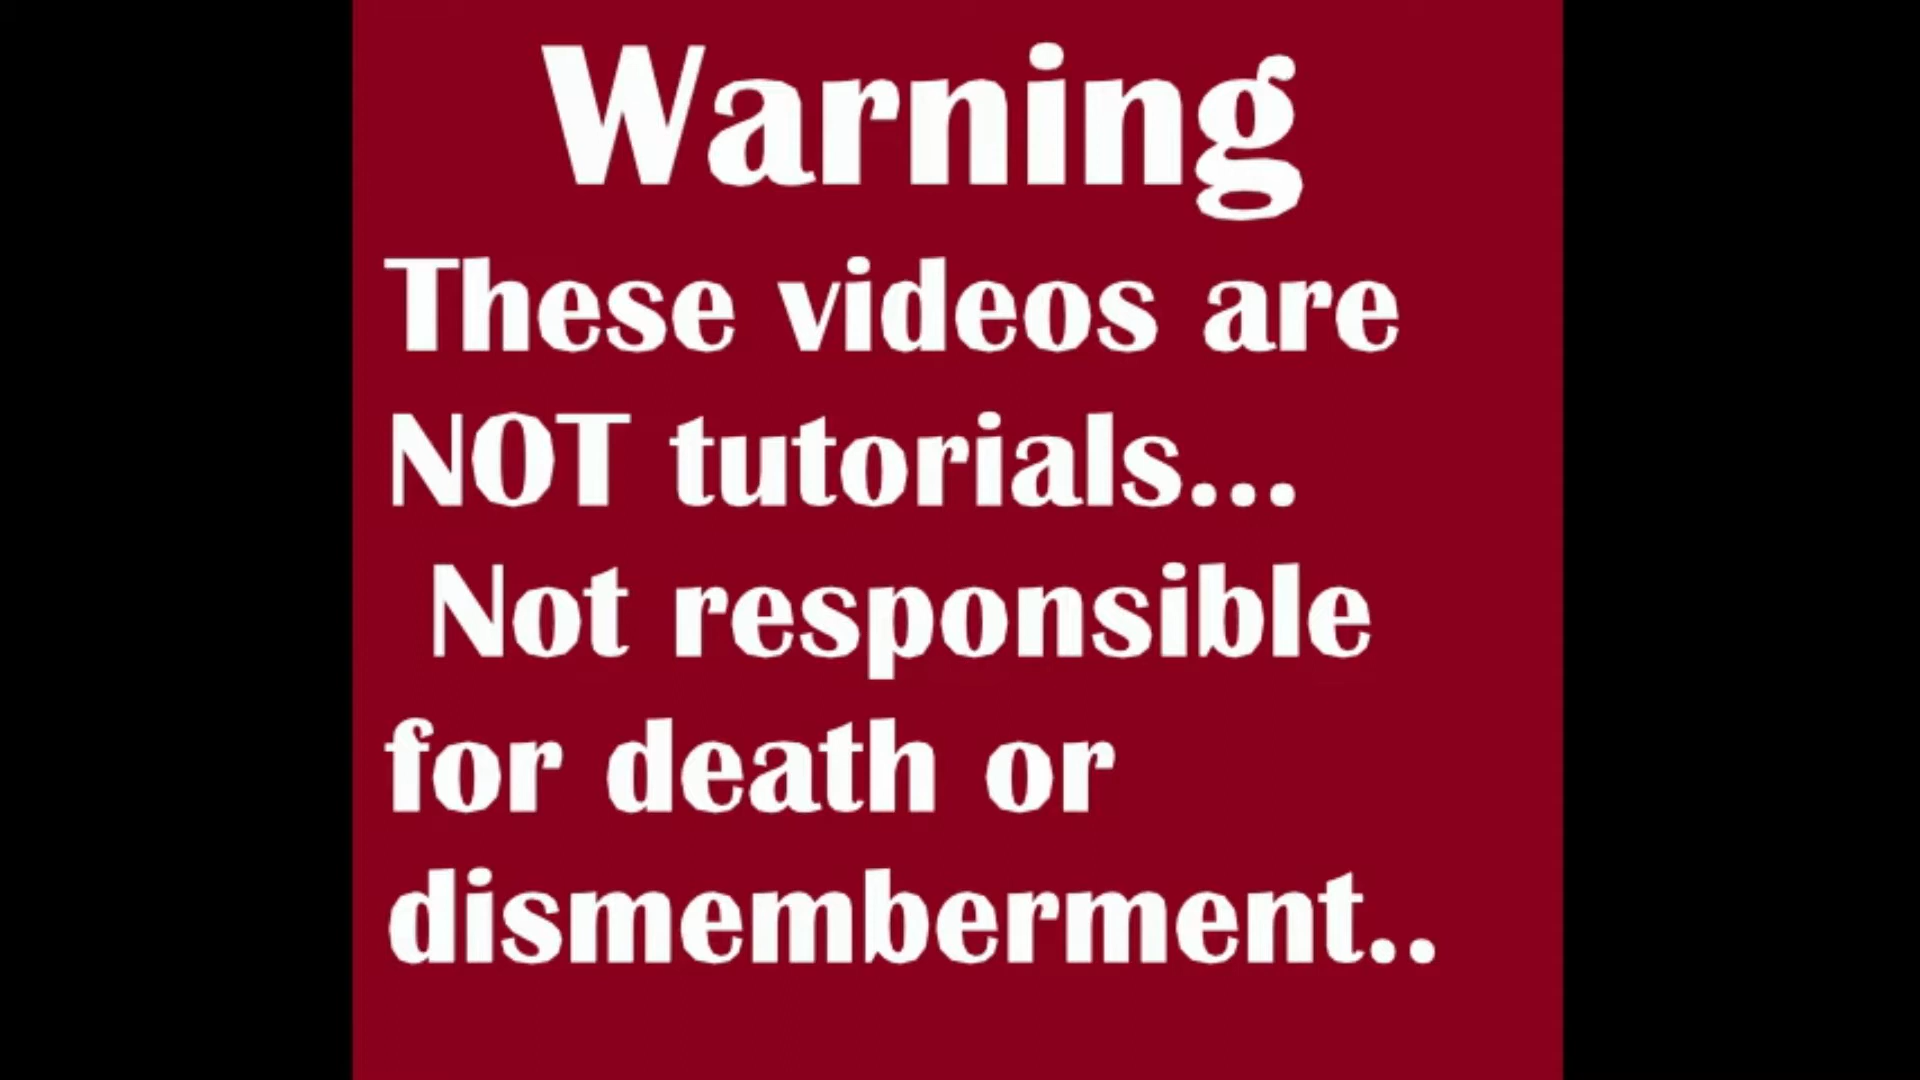 Warning
These videos are
NOT tutorials...
Not responsible
for death or
dismemberment..